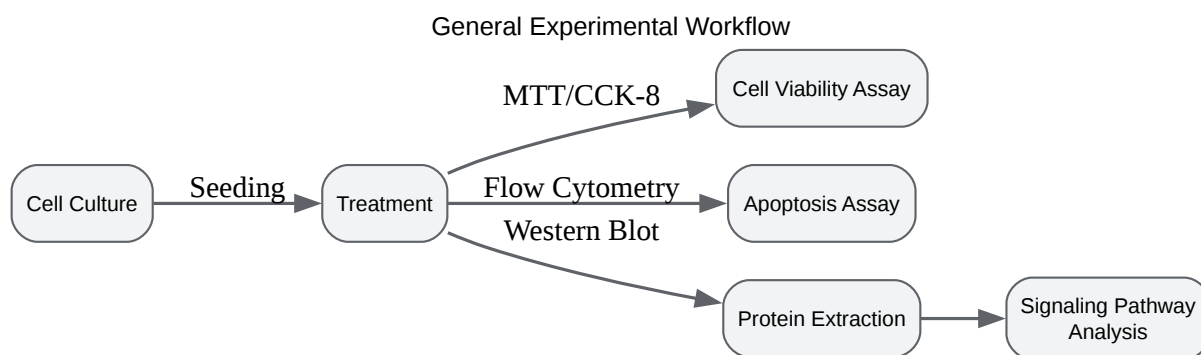 General Experimental Workflow
MTT/CCK-8
Cell Viability Assay
Cell Culture
Seeding
Treatment
Flow Cytometry
Apoptosis Assay
Western Blot
Protein Extraction
Signaling Pathway
Analysis